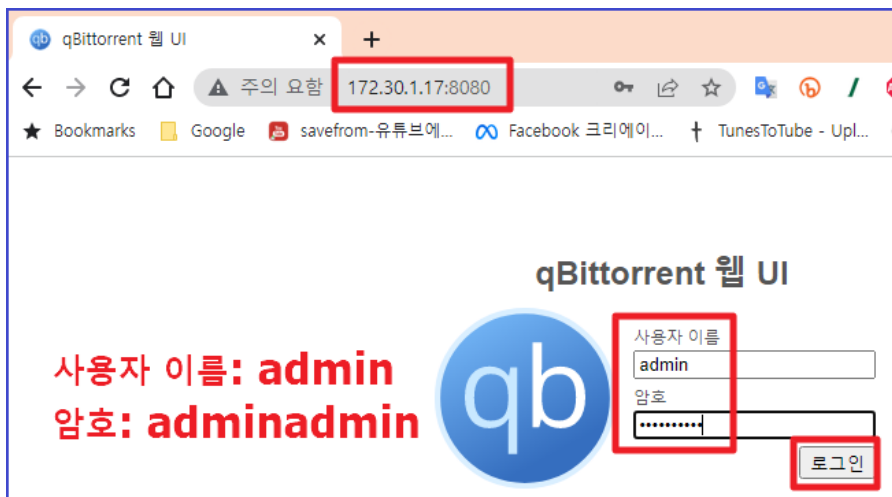 qb qBittorrent 웹 UI
주의 요함 172.30.1.17:8080
Bookmarks Google savefrom-유튜브에... Facebook 크리에이... TunesToTube - Upl...
qBittorrent 웹 UI
사용자 이름: admin
암호: adminadmin
qb
사용자 이름
admin
암호
로그인